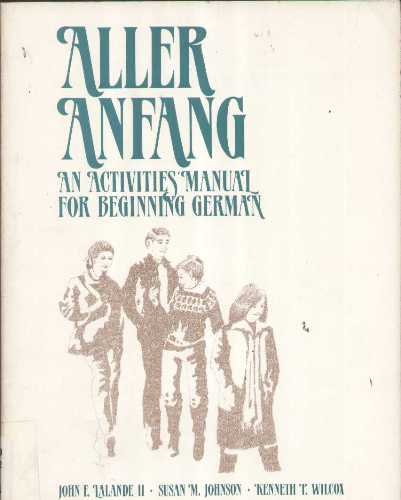 ALLER
ANFANG
AN ACTIVITIES MANUAL
FOR BEGINNING GERMAN
JOHN F. LALANDE II · SUSAN M. JOHNSON · KENNETH T. WILCOX